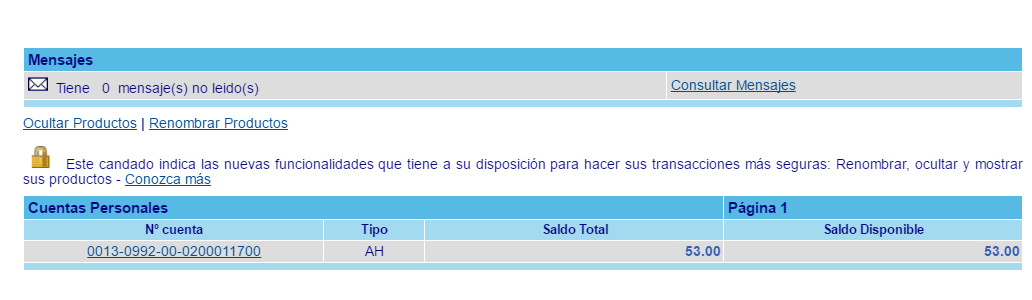 Mensajes
Tiene 0 mensaje(s) no leido(s) Consultar Mensajes
Ocultar Productos | Renombrar Productos
Este candado indica las nuevas funcionalidades que tiene a su disposición para hacer sus transacciones más seguras: Renombrar, ocultar y mostrar
sus productos - Conozca más
Cuentas Personales Página 1
Nº cuenta Tipo Saldo Total Saldo Disponible
0013-0992-00-0200011700 AH 53.00 53.00